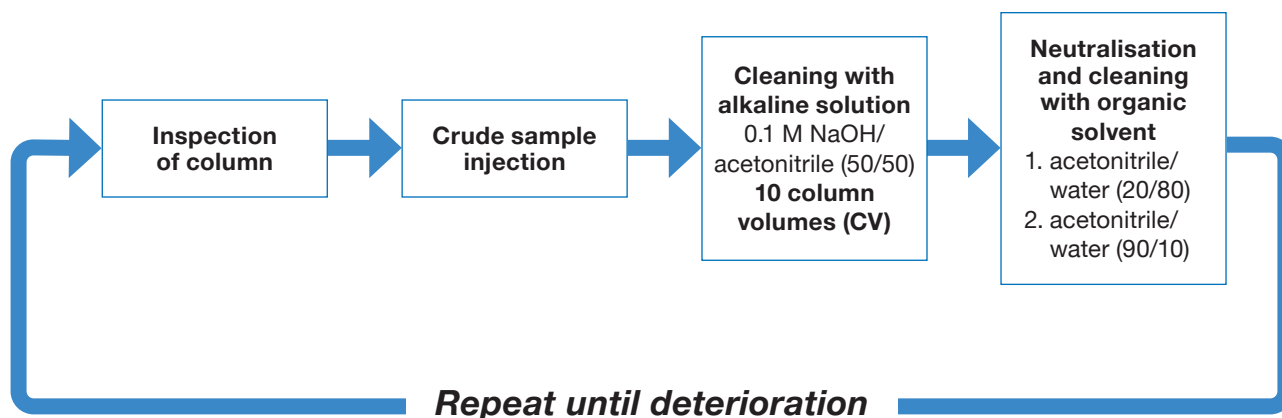 Inspection
of column
Crude sample
injection
Cleaning with
alkaline solution
0.1 M NaOH/
acetonitrile (50/50)
10 column
volumes (CV)
Neutralisation
and cleaning
with organic
solvent
1. acetonitrile/
water (20/80)
2. acetonitrile/
water (90/10)
Repeat until deterioration